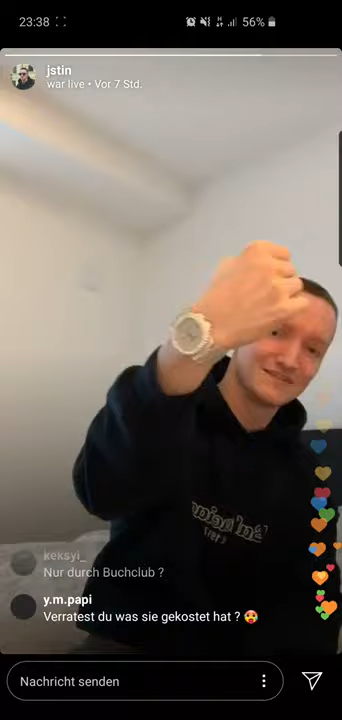 23:38
56%
jstin
war live • Vor 7 Std.
keksyi_
Nur durch Buchclub ?
y.m.papi
Verratest du was sie gekostet hat ? 🥵
Nachricht senden